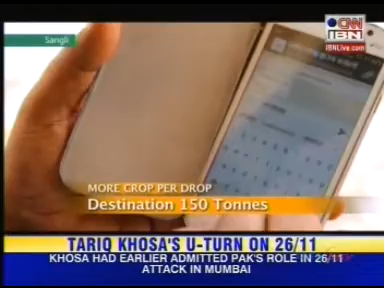 Sangli
CNN
IBN
IBNLive.com
MORE CROP PER DROP
Destination 150 Tonnes
TARIQ KHOSA'S U-TURN ON 26/11
KHOSA HAD EARLIER ADMITTED PAK'S ROLE IN 26/11
ATTACK IN MUMBAI